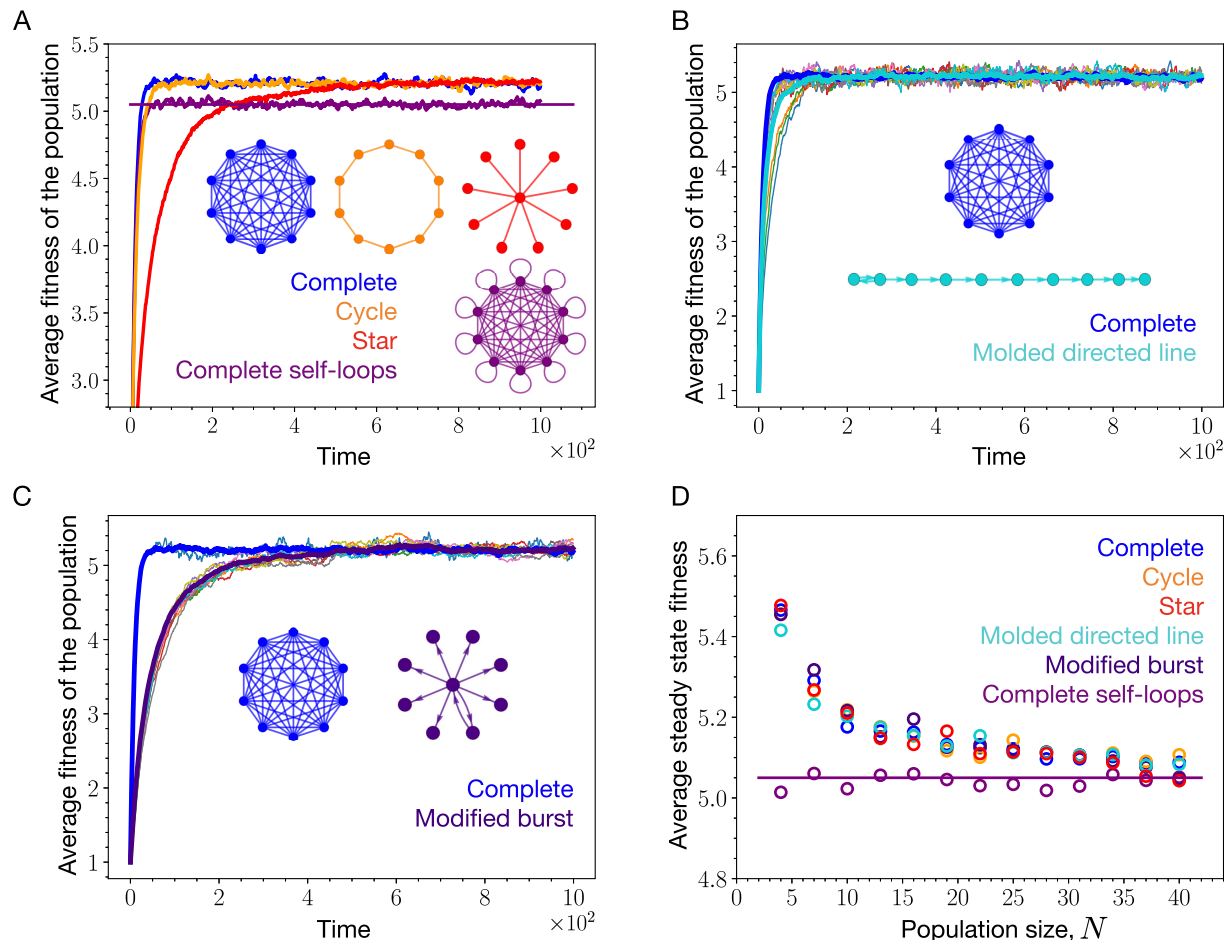 A
Average fitness of the population
5.5
5.0
4.5
4.0
3.5
3.0
Complete
Cycle
Star
Complete self-loops
0
2
4
6
8
10
×10²
Time
B
Average fitness of the population
5
4
3
2
1
Complete
Molded directed line
0
2
4
6
8
10
×10²
Time
C
Average fitness of the population
5
4
3
2
1
Complete
Modified burst
0
2
4
6
8
10
×10²
Time
D
Average steady state fitness
5.6
5.4
5.2
5.0
4.8
Complete
Cycle
Star
Molded directed line
Modified burst
Complete self-loops
0
5
10
15
20
25
30
35
40
Population size, N